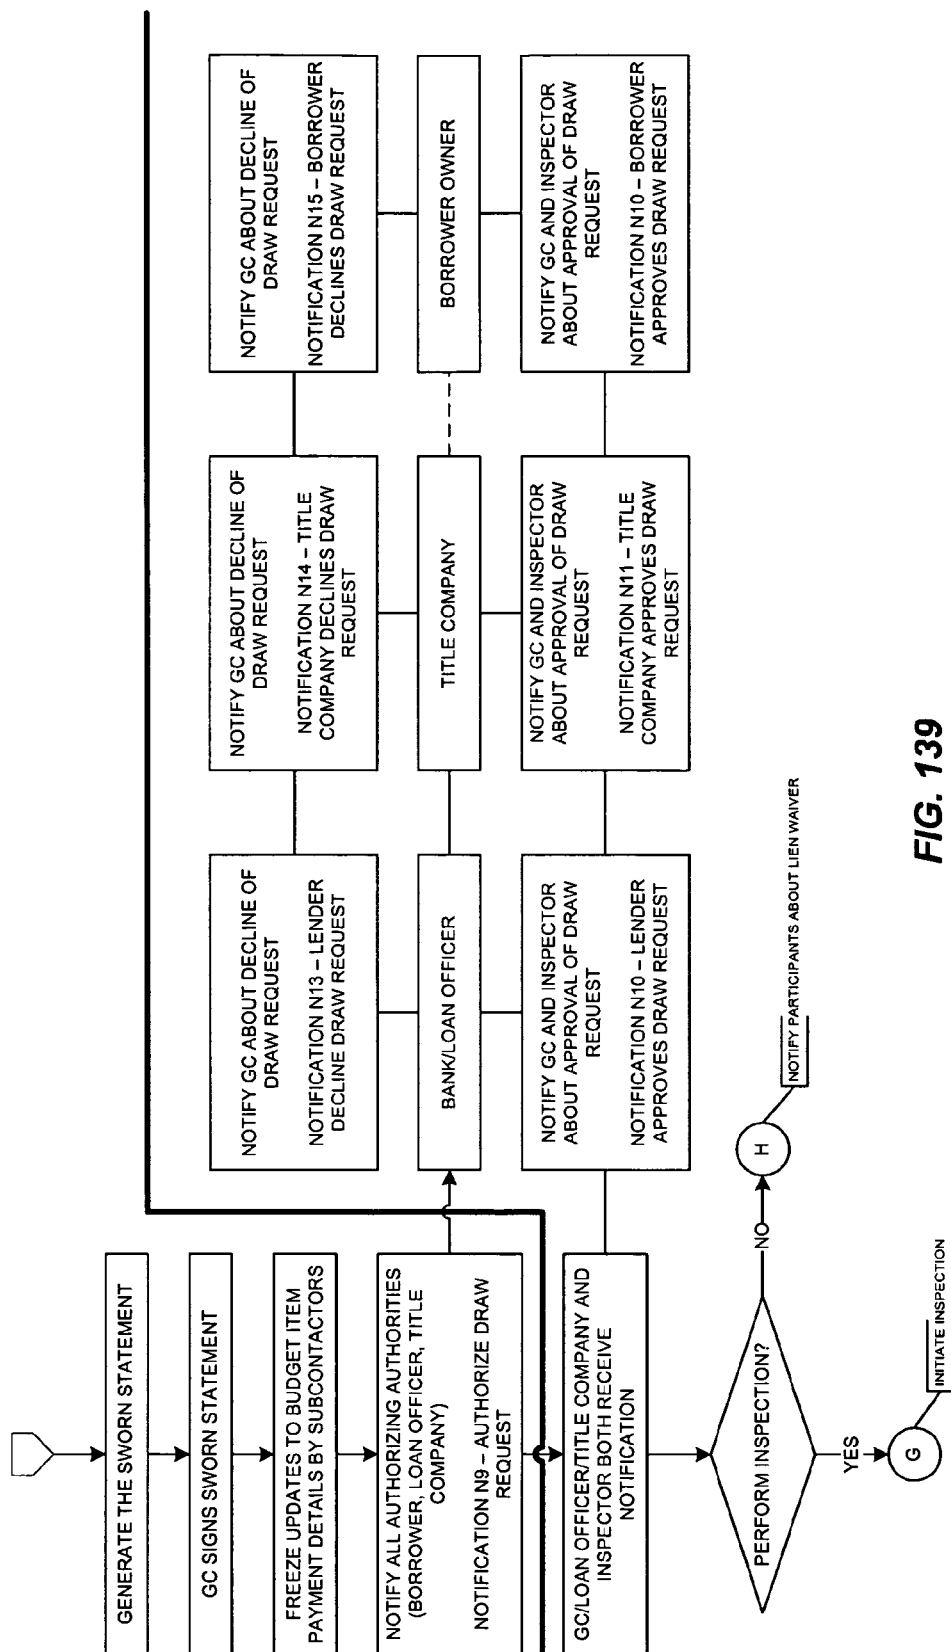 GENERATE THE SWORN STATEMENT
GC SIGNS SWORN STATEMENT
FREEZE UPDATES TO BUDGET ITEM
PAYMENT DETAILS BY SUBCONTACTORS
NOTIFY ALL AUTHORIZING AUTHORITIES
(BORROWER, LOAN OFFICER, TITLE
COMPANY)
NOTIFICATION N9 – AUTHORIZE DRAW
REQUEST
GC/LOAN OFFICER/TITLE COMPANY AND
INSPECTOR BOTH RECEIVE
NOTIFICATION
PERFORM INSPECTION?
YES
G
INITIATE INSPECTION
NO
H
NOTIFY PARTICIPANTS ABOUT LIEN WAIVER
NOTIFY GC ABOUT DECLINE OF
DRAW REQUEST
NOTIFICATION N13 – LENDER
DECLINE DRAW REQUEST
BANK/LOAN OFFICER
NOTIFY GC AND INSPECTOR
ABOUT APPROVAL OF DRAW
REQUEST
NOTIFICATION N10 – LENDER
APPROVES DRAW REQUEST
NOTIFY GC ABOUT DECLINE OF
DRAW REQUEST
NOTIFICATION N14 – TITLE
COMPANY DECLINES DRAW
REQUEST
TITLE COMPANY
NOTIFY GC AND INSPECTOR
ABOUT APPROVAL OF DRAW
REQUEST
NOTIFICATION N11 – TITLE
COMPANY APPROVES DRAW
REQUEST
NOTIFY GC ABOUT DECLINE OF
DRAW REQUEST
NOTIFICATION N15 – BORROWER
DECLINES DRAW REQUEST
BORROWER OWNER
NOTIFY GC AND INSPECTOR
ABOUT APPROVAL OF DRAW
REQUEST
NOTIFICATION N10 – BORROWER
APPROVES DRAW REQUEST
FIG. 139